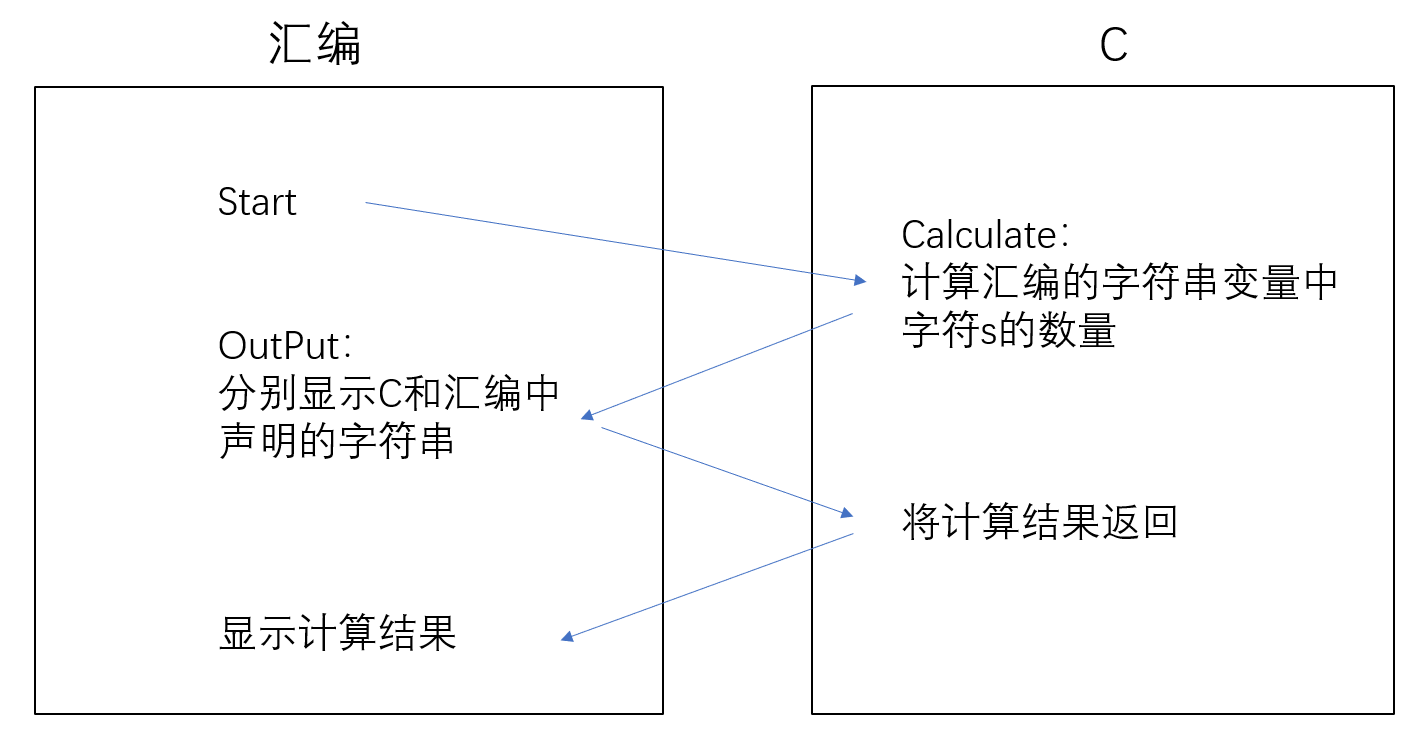 汇编
C
Start
Calculate:
计算汇编的字符串变量中
字符s的数量
OutPut:
分别显示C和汇编中
声明的字符串
将计算结果返回
显示计算结果